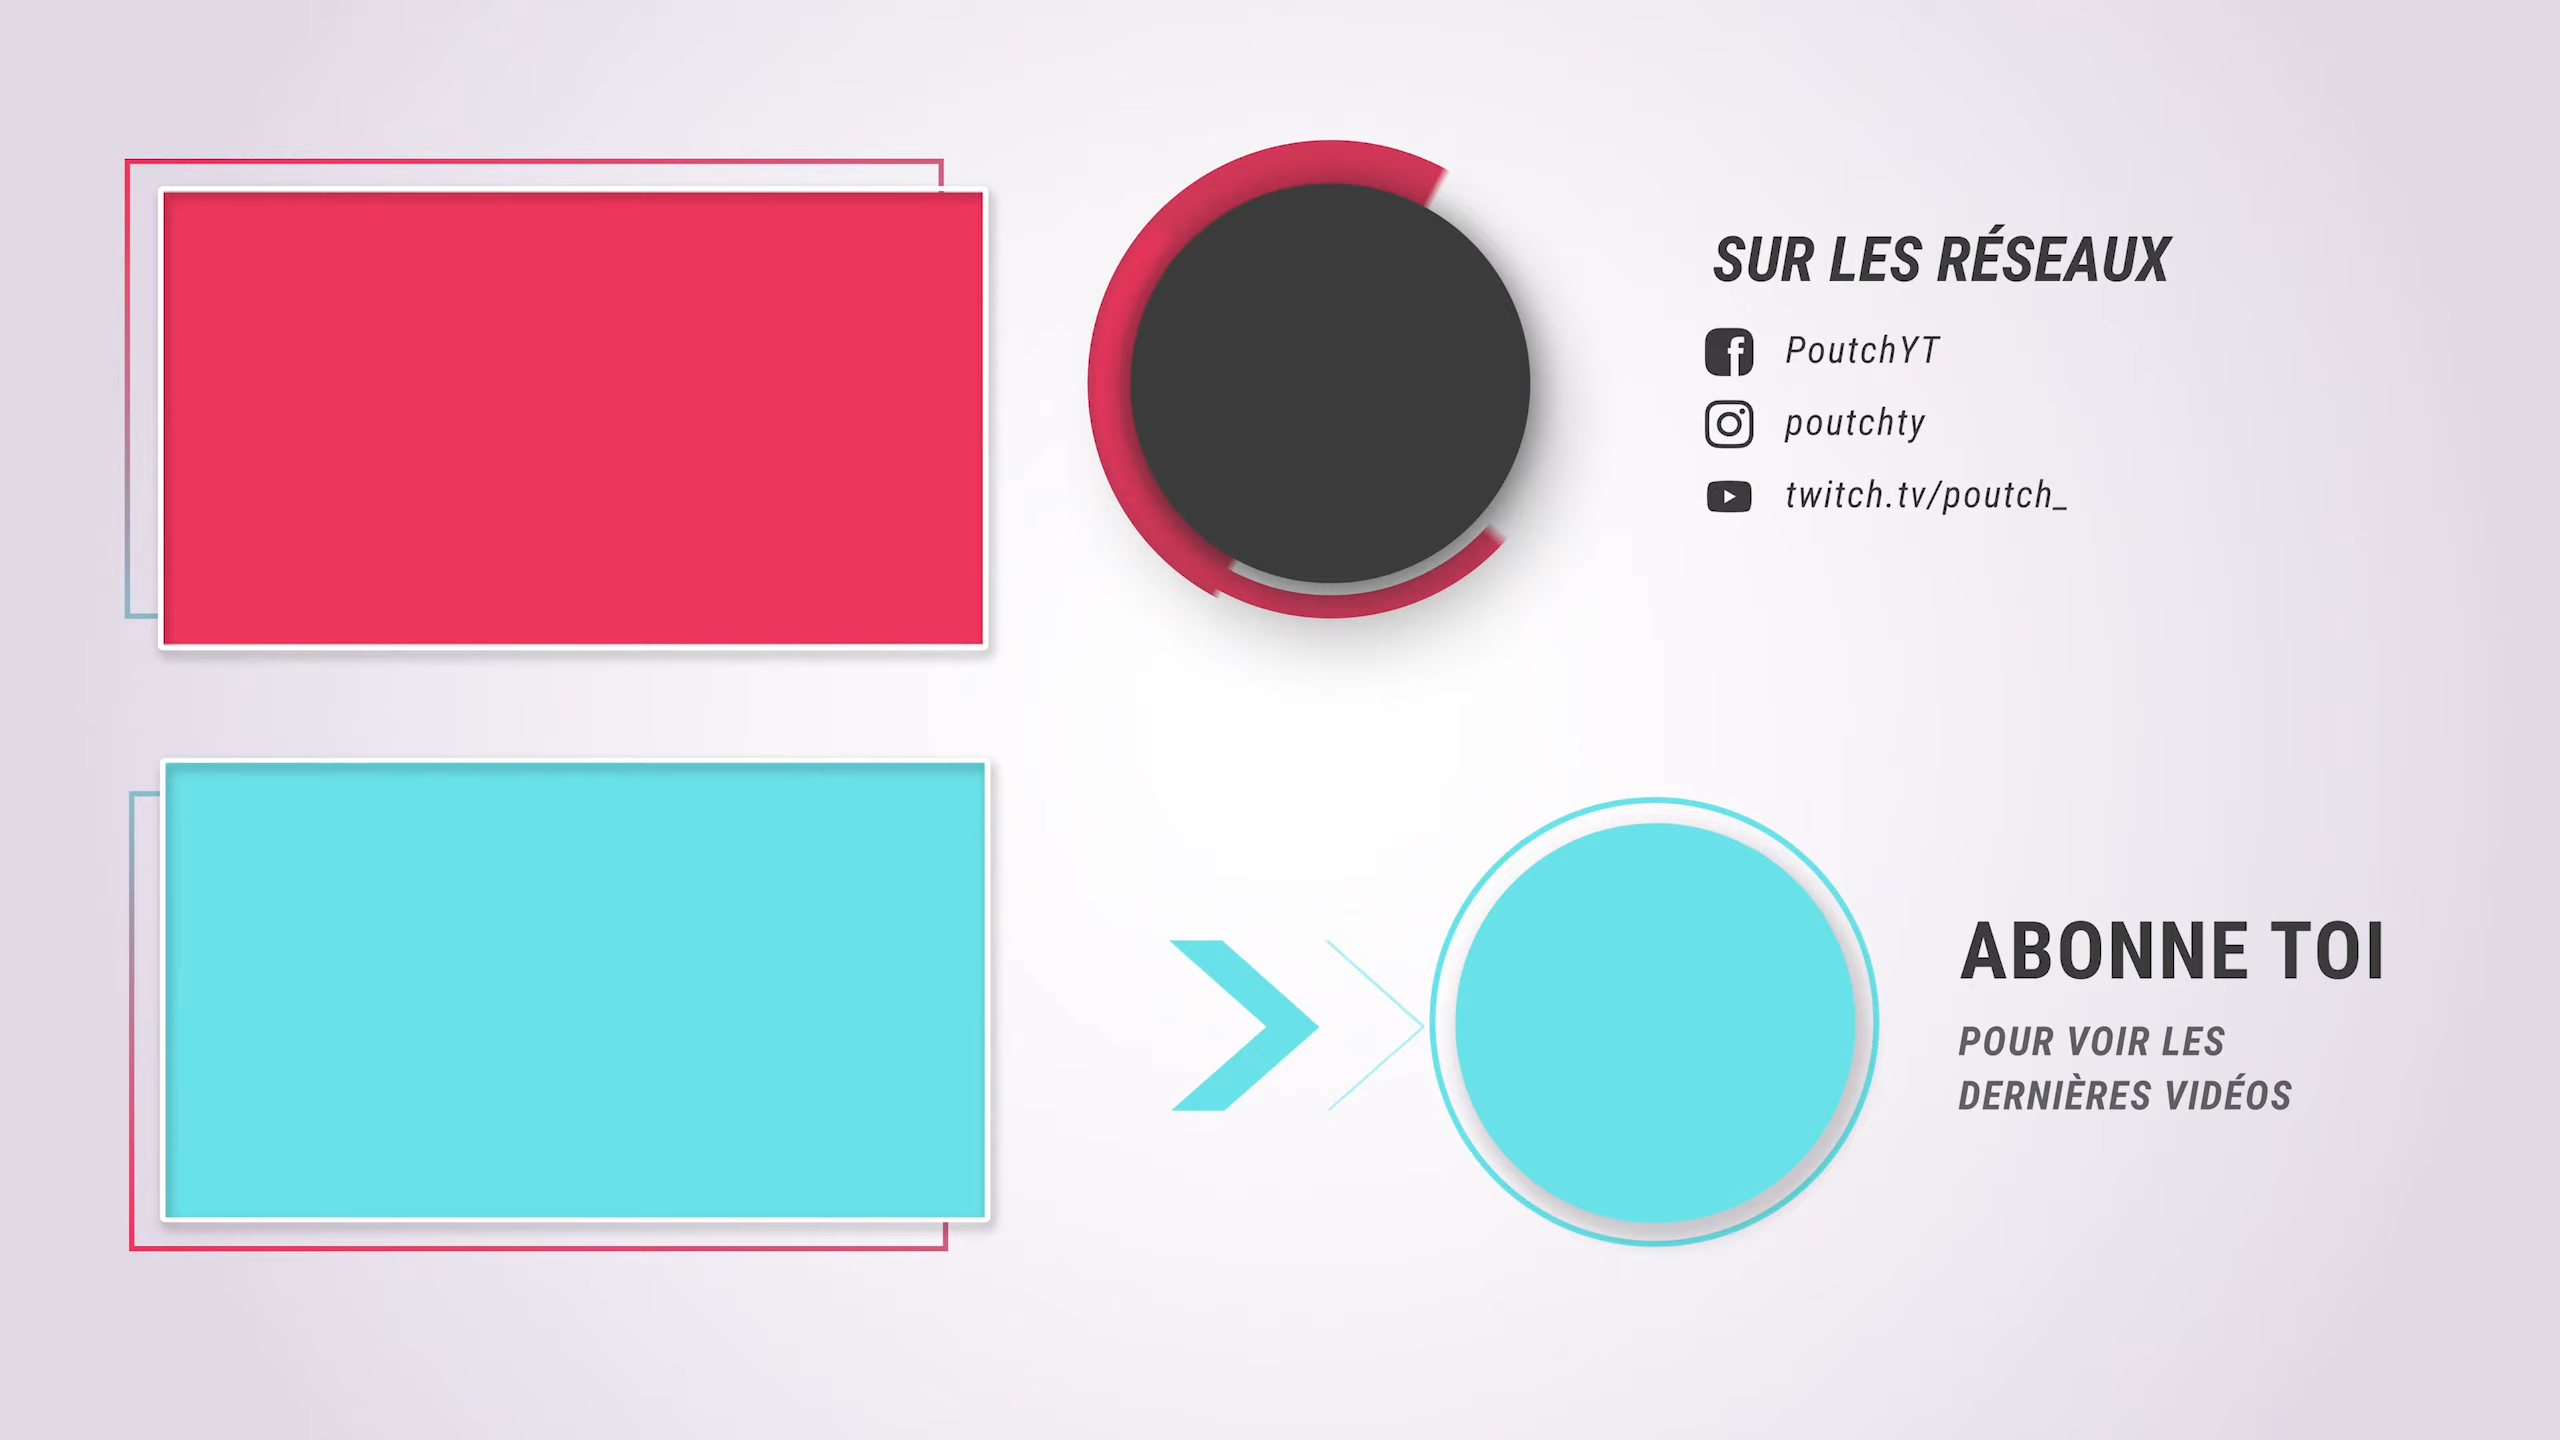 SUR LES RÉSEAUX
PoutchYT
poutchty
twitch.tv/poutch_
ABONNE TOI
POUR VOIR LES
DERNIÈRES VIDÉOS